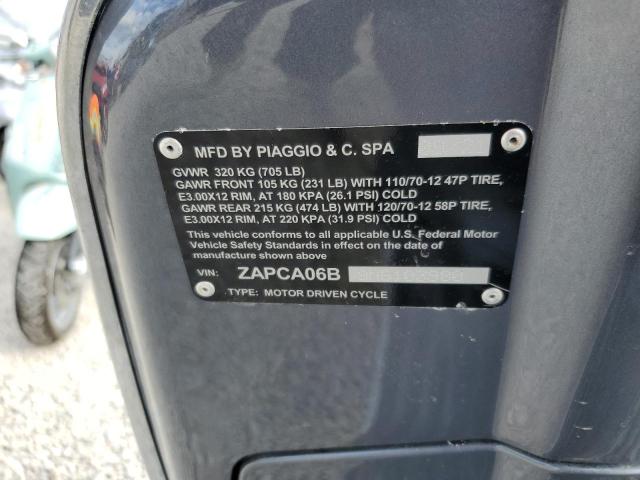 MFD BY PIAGGIO & C. SPA
GVWR 320 KG (705 LB)
GAWR FRONT 105 KG (231 LB) WITH 110/70-12 47P TIRE,
E3.00X12 RIM, AT 180 KPA (26.1 PSI) COLD
GAWR REAR 215 KG (474 LB) WITH 120/70-12 58P TIRE,
E3.00X12 RIM, AT 220 KPA (31.9 PSI) COLD
This vehicle conforms to all applicable U.S. Federal Motor
Vehicle Safety Standards in effect on the date of
manufacture shown above
VIN: ZAPCA06B
TYPE: MOTOR DRIVEN CYCLE